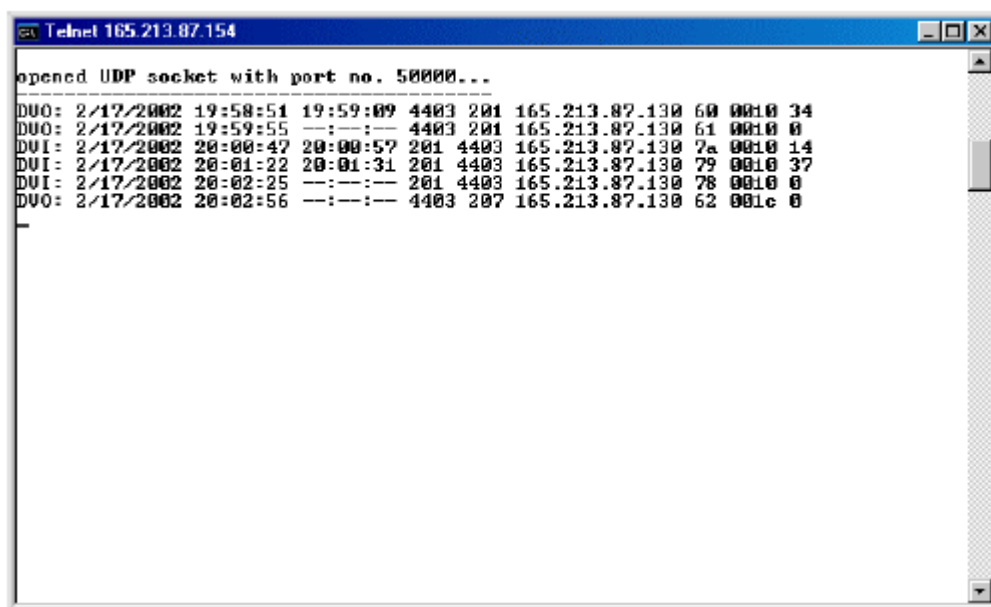 Telnet 165.213.87.154
opened UDP socket with port no. 50000...
----------------------------------------
DVO: 2/17/2002 19:58:51 19:59:09 4403 201 165.213.87.130 60 0010 34
DVO: 2/17/2002 19:59:55 --:--:-- 4403 201 165.213.87.130 61 0010 0
DVI: 2/17/2002 20:00:47 20:00:57 201 4403 165.213.87.130 7a 0010 14
DVI: 2/17/2002 20:01:22 20:01:31 201 4403 165.213.87.130 79 0010 37
DVI: 2/17/2002 20:02:25 --:--:-- 201 4403 165.213.87.130 78 0010 0
DVO: 2/17/2002 20:02:56 --:--:-- 4403 207 165.213.87.130 62 001c 0